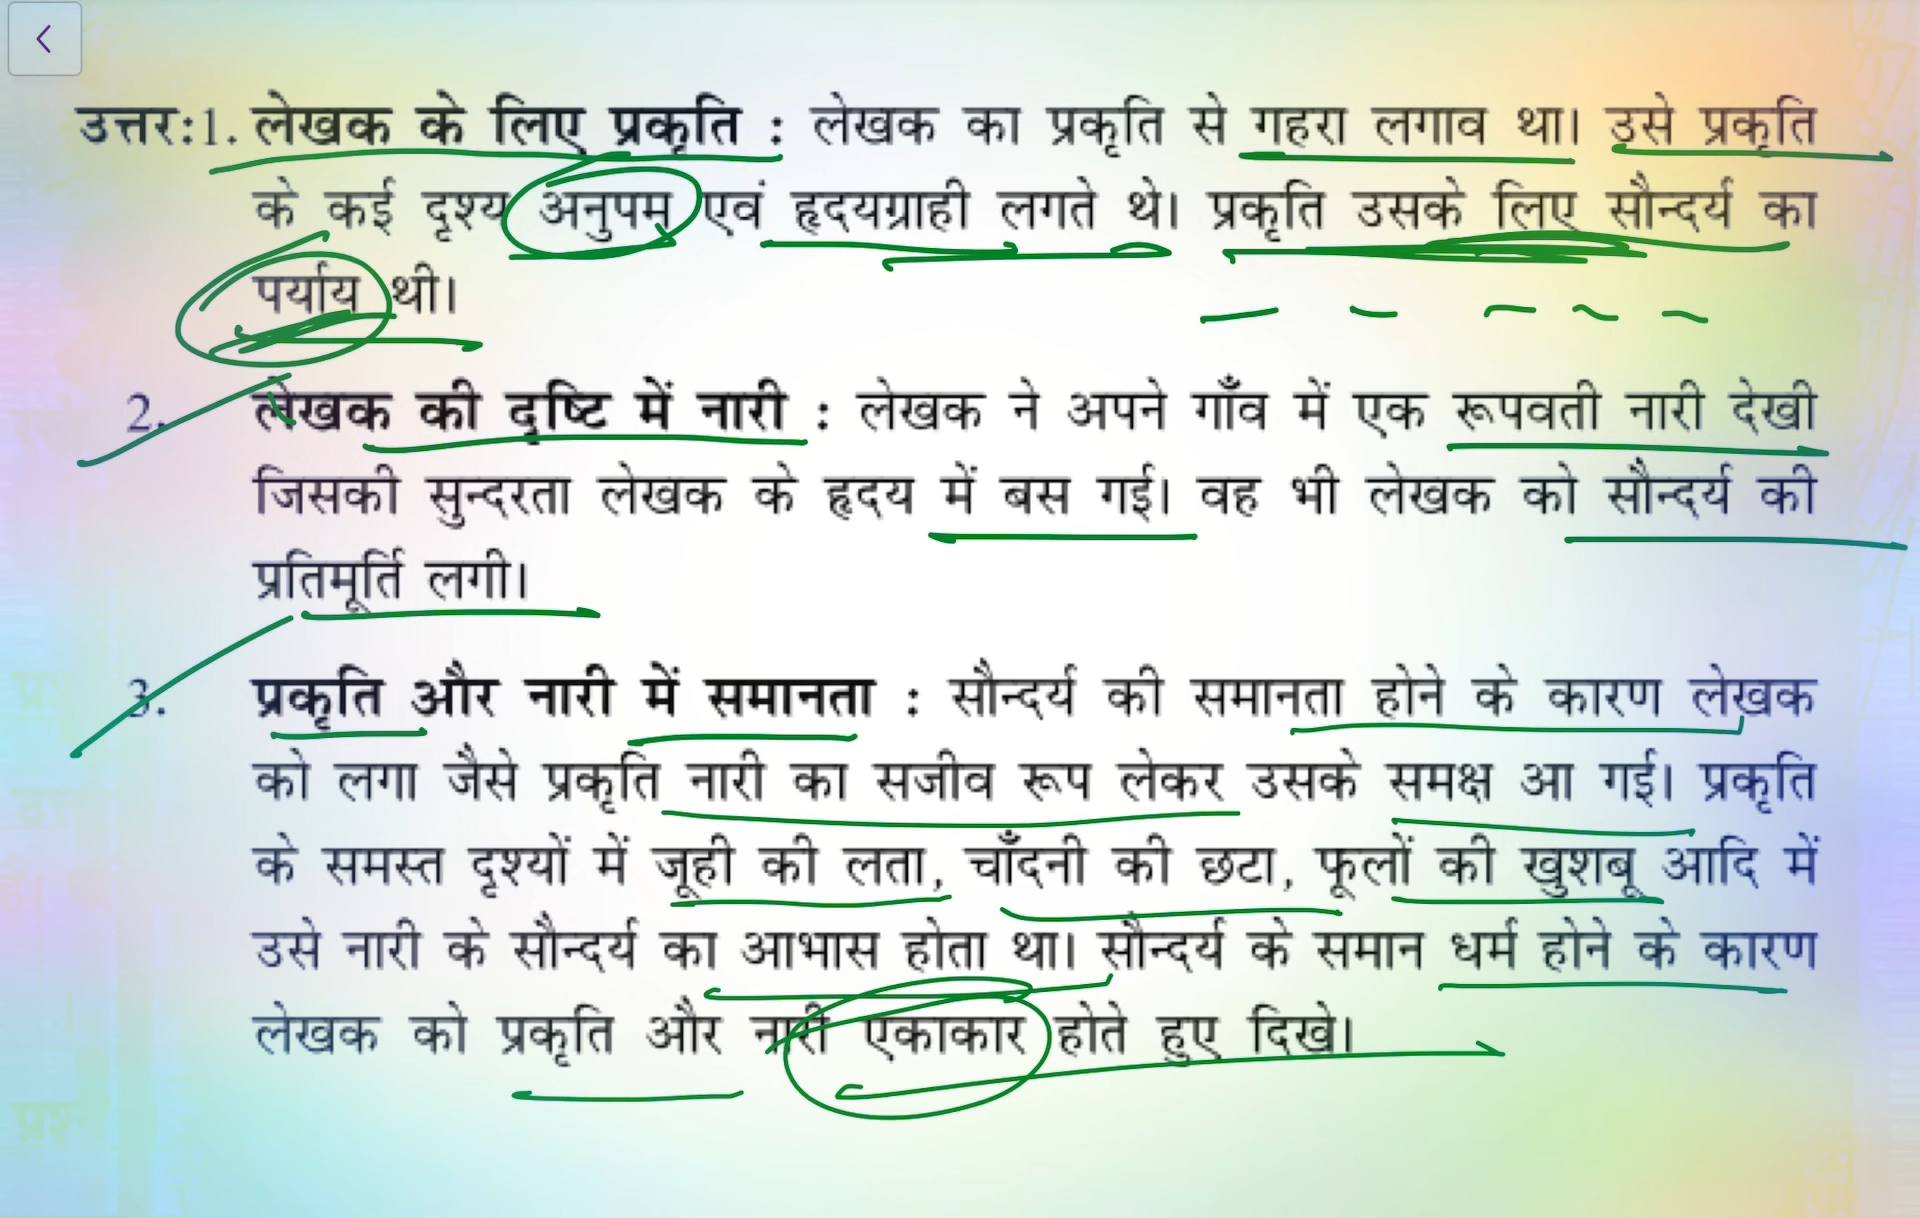 उत्तर:1. लेखक के लिए प्रकृति : लेखक का प्रकृति से गहरा लगाव था। उसे प्रकृति
के कई दृश्य अनुपम एवं हृदयग्राही लगते थे। प्रकृति उसके लिए सौन्दर्य का
पर्याय थी।
2. लेखक की दृष्टि में नारी : लेखक ने अपने गाँव में एक रूपवती नारी देखी
जिसकी सुन्दरता लेखक के हृदय में बस गई। वह भी लेखक को सौन्दर्य की
प्रतिमूर्ति लगी।
3. प्रकृति और नारी में समानता : सौन्दर्य की समानता होने के कारण लेखक
को लगा जैसे प्रकृति नारी का सजीव रूप लेकर उसके समक्ष आ गई। प्रकृति
के समस्त दृश्यों में जूही की लता, चाँदनी की छटा, फूलों की खुशबू आदि में
उसे नारी के सौन्दर्य का आभास होता था। सौन्दर्य के समान धर्म होने के कारण
लेखक को प्रकृति और नारी एकाकार होते हुए दिखे।